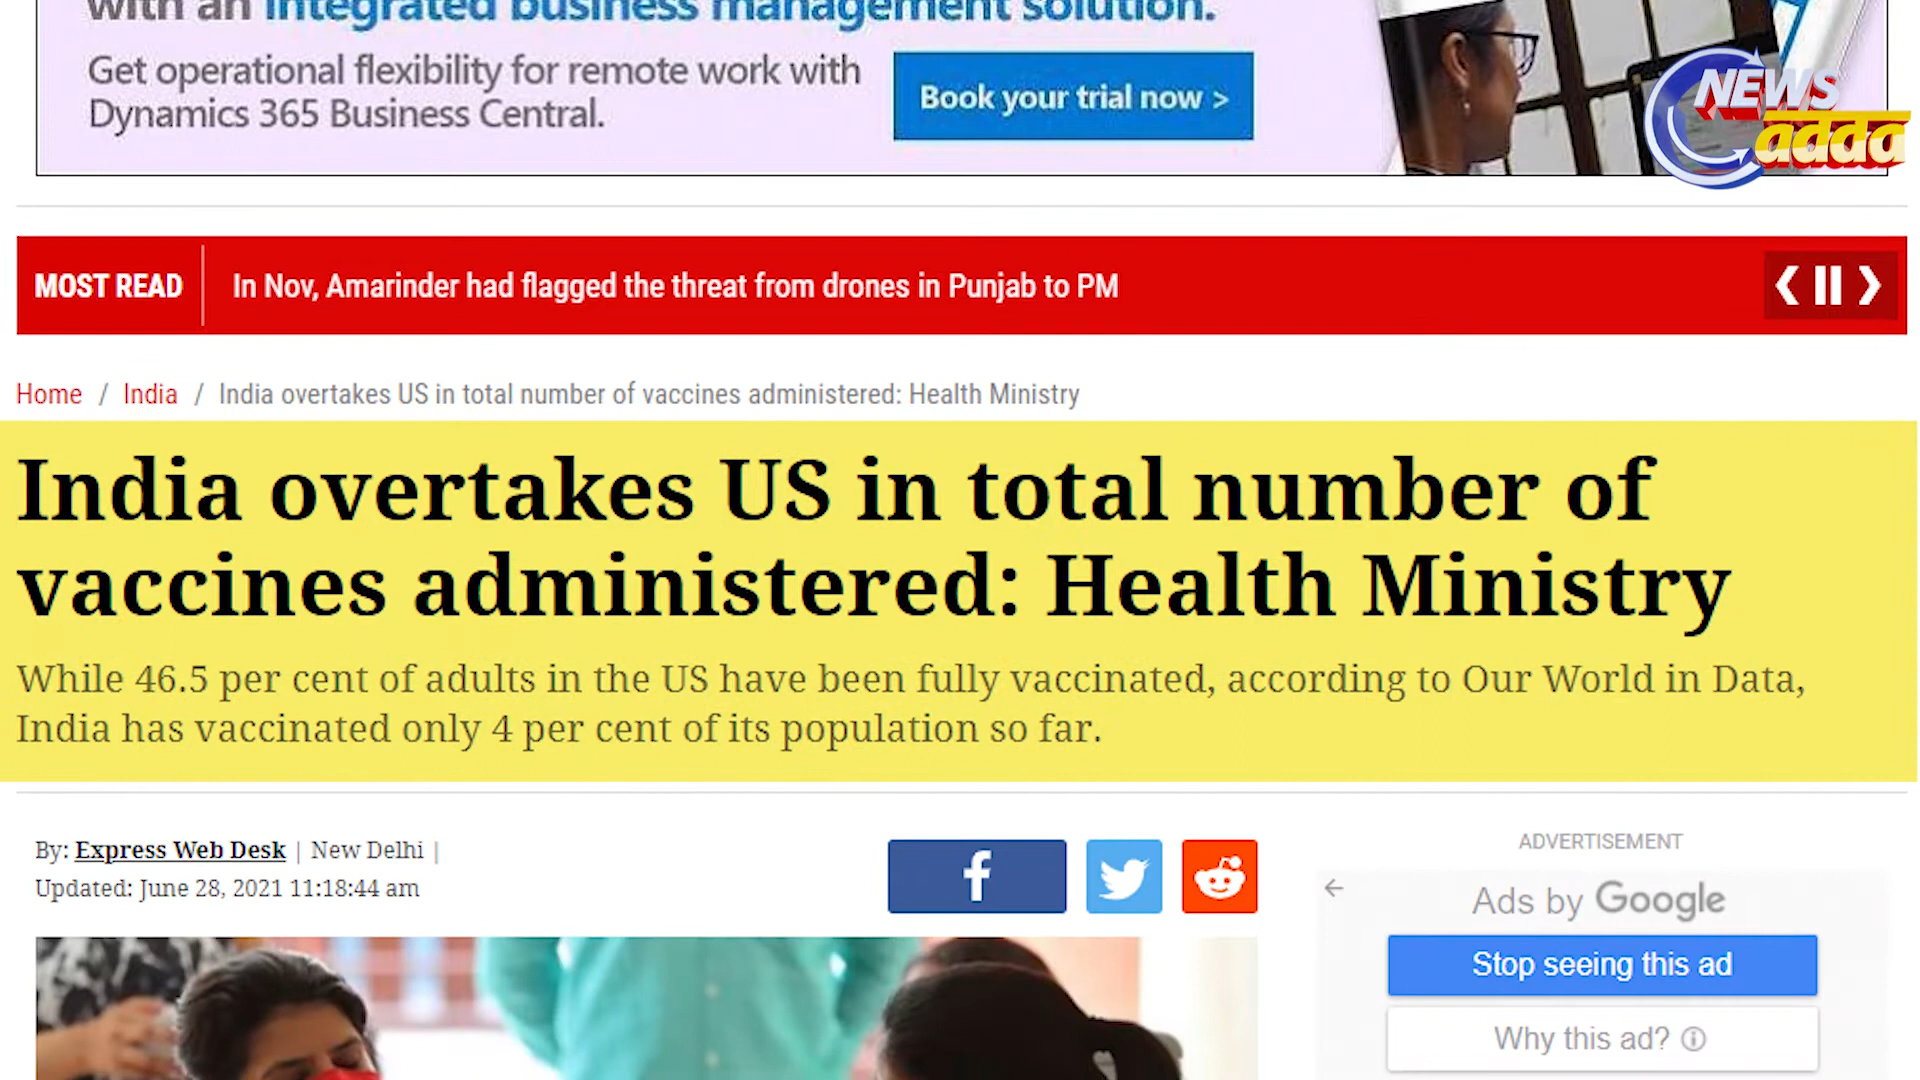 with an integrated business management solution.
Get operational flexibility for remote work with
Dynamics 365 Business Central.
Book your trial now >
NEWS
adda
MOST READ
In Nov, Amarinder had flagged the threat from drones in Punjab to PM
Home / India / India overtakes US in total number of vaccines administered: Health Ministry
India overtakes US in total number of
vaccines administered: Health Ministry
While 46.5 per cent of adults in the US have been fully vaccinated, according to Our World in Data,
India has vaccinated only 4 per cent of its population so far.
By: Express Web Desk | New Delhi |
Updated: June 28, 2021 11:18:44 am
ADVERTISEMENT
Ads by Google
Stop seeing this ad
Why this ad?